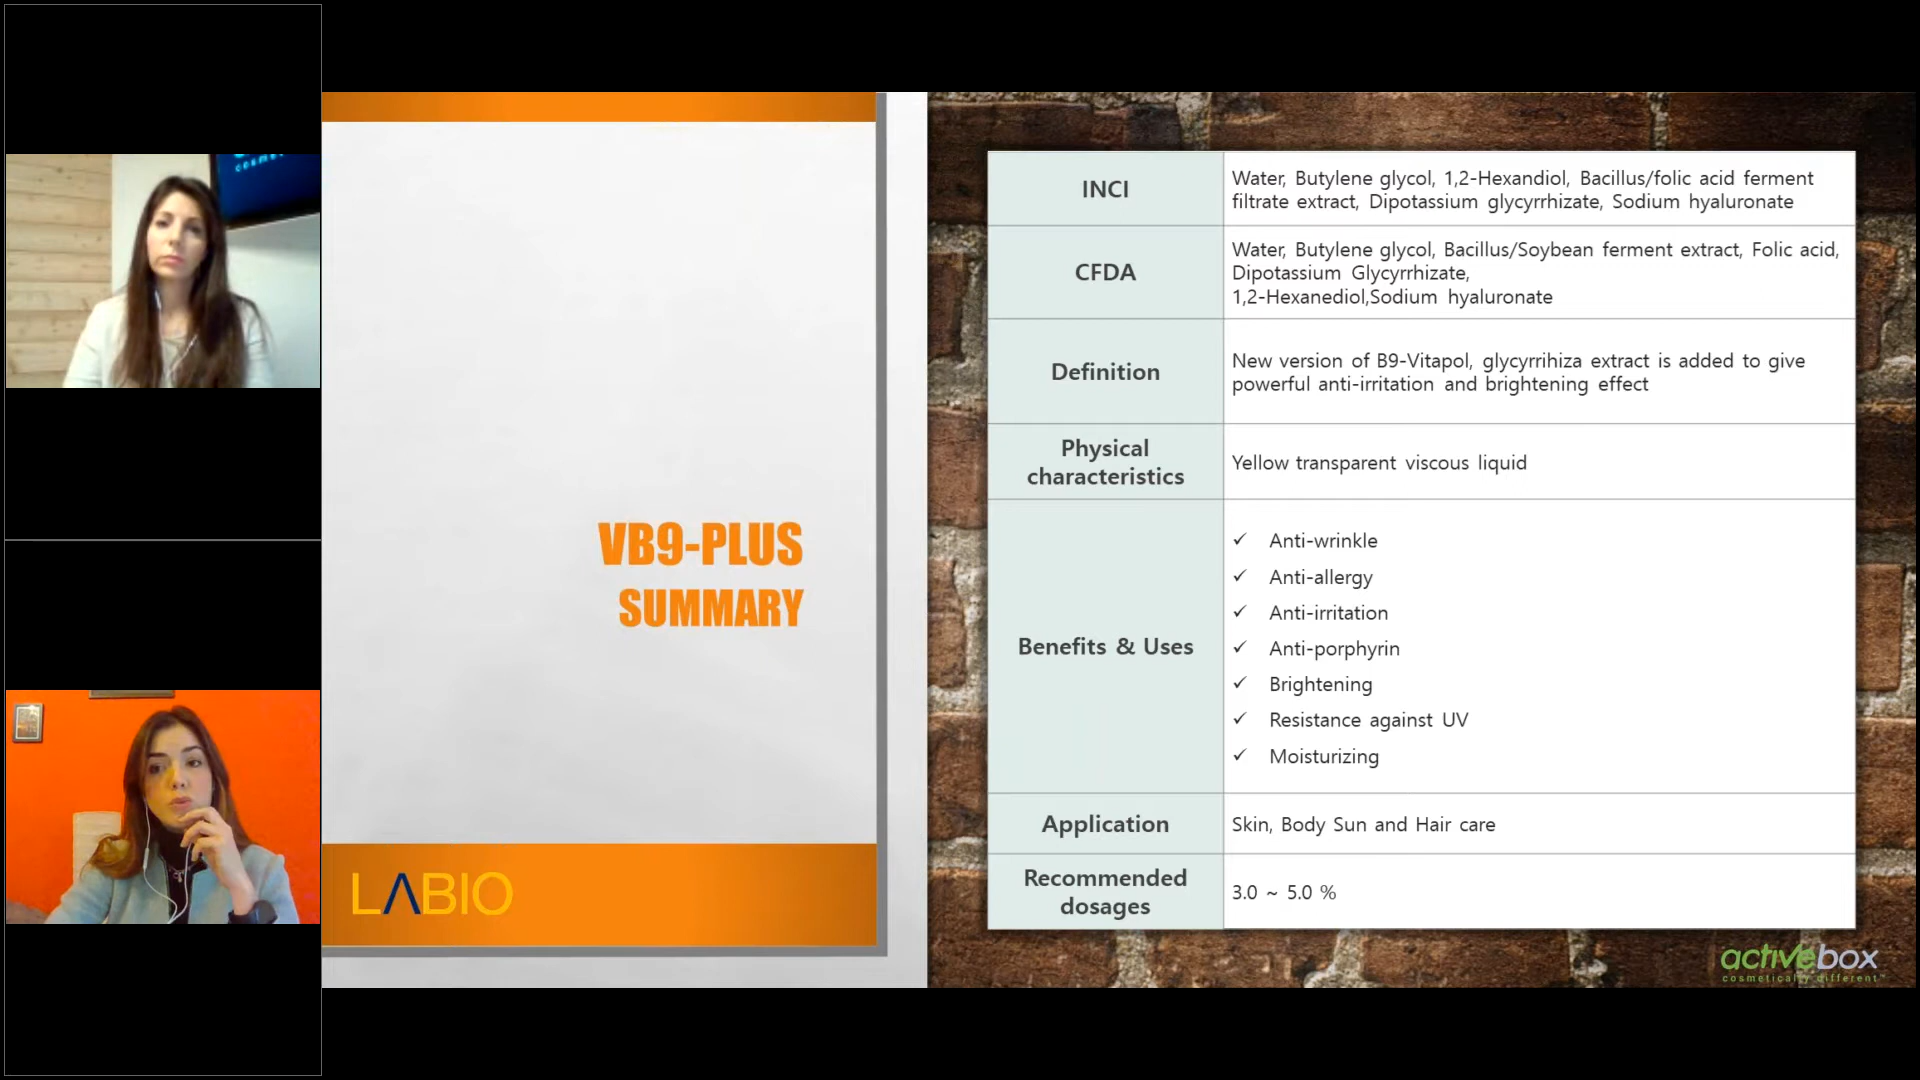 VB9-PLUS
SUMMARY
LABIO
INCI
Water, Butylene glycol, 1,2-Hexandiol, Bacillus/folic acid ferment
filtrate extract, Dipotassium glycyrrhizate, Sodium hyaluronate
CFDA
Water, Butylene glycol, Bacillus/Soybean ferment extract, Folic acid,
Dipotassium Glycyrrhizate,
1,2-Hexanediol,Sodium hyaluronate
Definition
New version of B9-Vitapol, glycyrrihiza extract is added to give
powerful anti-irritation and brightening effect
Physical
characteristics
Yellow transparent viscous liquid
Benefits & Uses
✓ Anti-wrinkle
✓ Anti-allergy
✓ Anti-irritation
✓ Anti-porphyrin
✓ Brightening
✓ Resistance against UV
✓ Moisturizing
Application
Skin, Body Sun and Hair care
Recommended
dosages
3.0 ~ 5.0 %
activebox
cosmetically different™